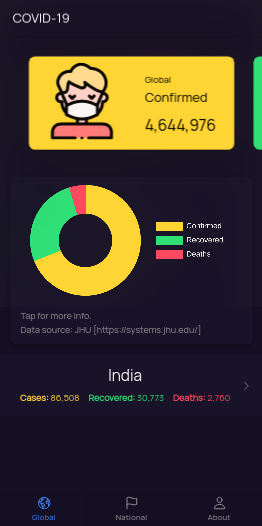 COVID-19
Global
Confirmed
4,644,976
Confirmed
Recovered
Deaths
Tap for more info.
Data source: JHU [https://systems.jhu.edu/]
India
Cases: 86,508 Recovered: 30,773 Deaths: 2,760
Global National About